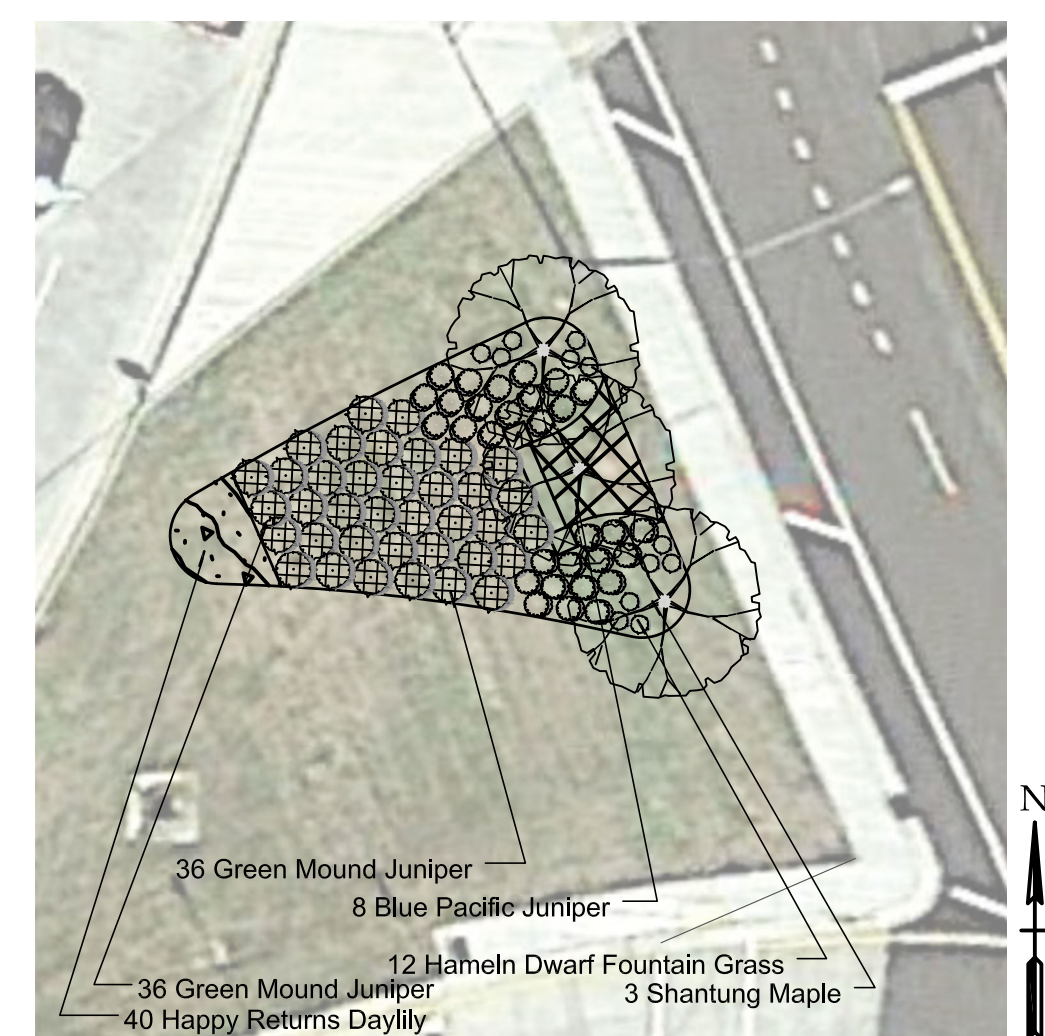 N
36 Green Mound Juniper
8 Blue Pacific Juniper
12 Hameln Dwarf Fountain Grass
36 Green Mound Juniper
3 Shantung Maple
40 Happy Returns Daylily